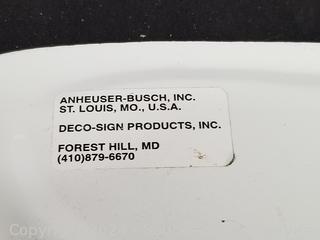 ANHEUSER-BUSCH, INC.
ST. LOUIS, MO., U.S.A.
DECO-SIGN PRODUCTS, INC.
FOREST HILL, MD
(410)879-6670